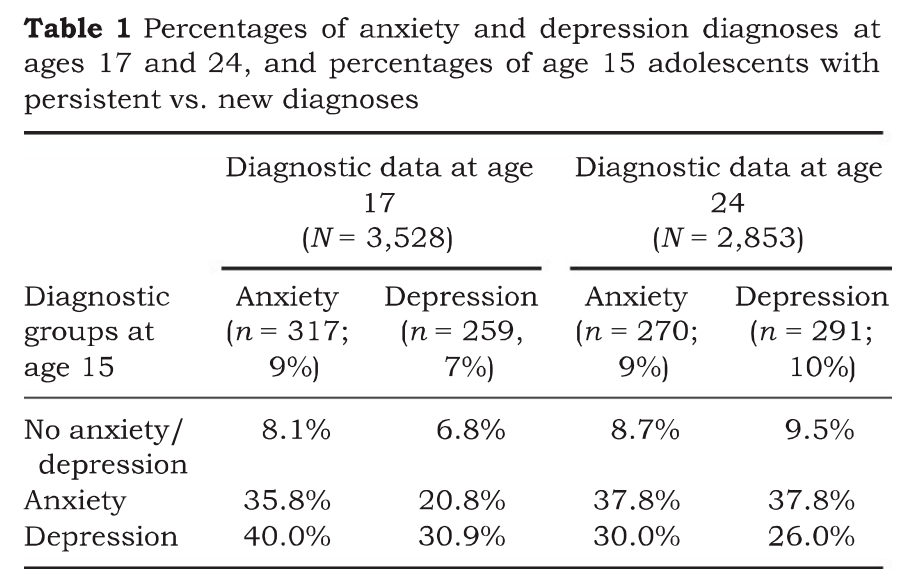 Table 1 Percentages of anxiety and depression diagnoses at
ages 17 and 24, and percentages of age 15 adolescents with
persistent vs. new diagnoses
Diagnostic data at age
17
(N = 3,528)
Diagnostic data at age
24
(N = 2,853)
Diagnostic
groups at
age 15
Anxiety
(n = 317;
9%)
Depression
(n = 259,
7%)
Anxiety
(n = 270;
9%)
Depression
(n = 291;
10%)
No anxiety/
depression
8.1% 6.8% 8.7% 9.5%
Anxiety 35.8% 20.8% 37.8% 37.8%
Depression 40.0% 30.9% 30.0% 26.0%